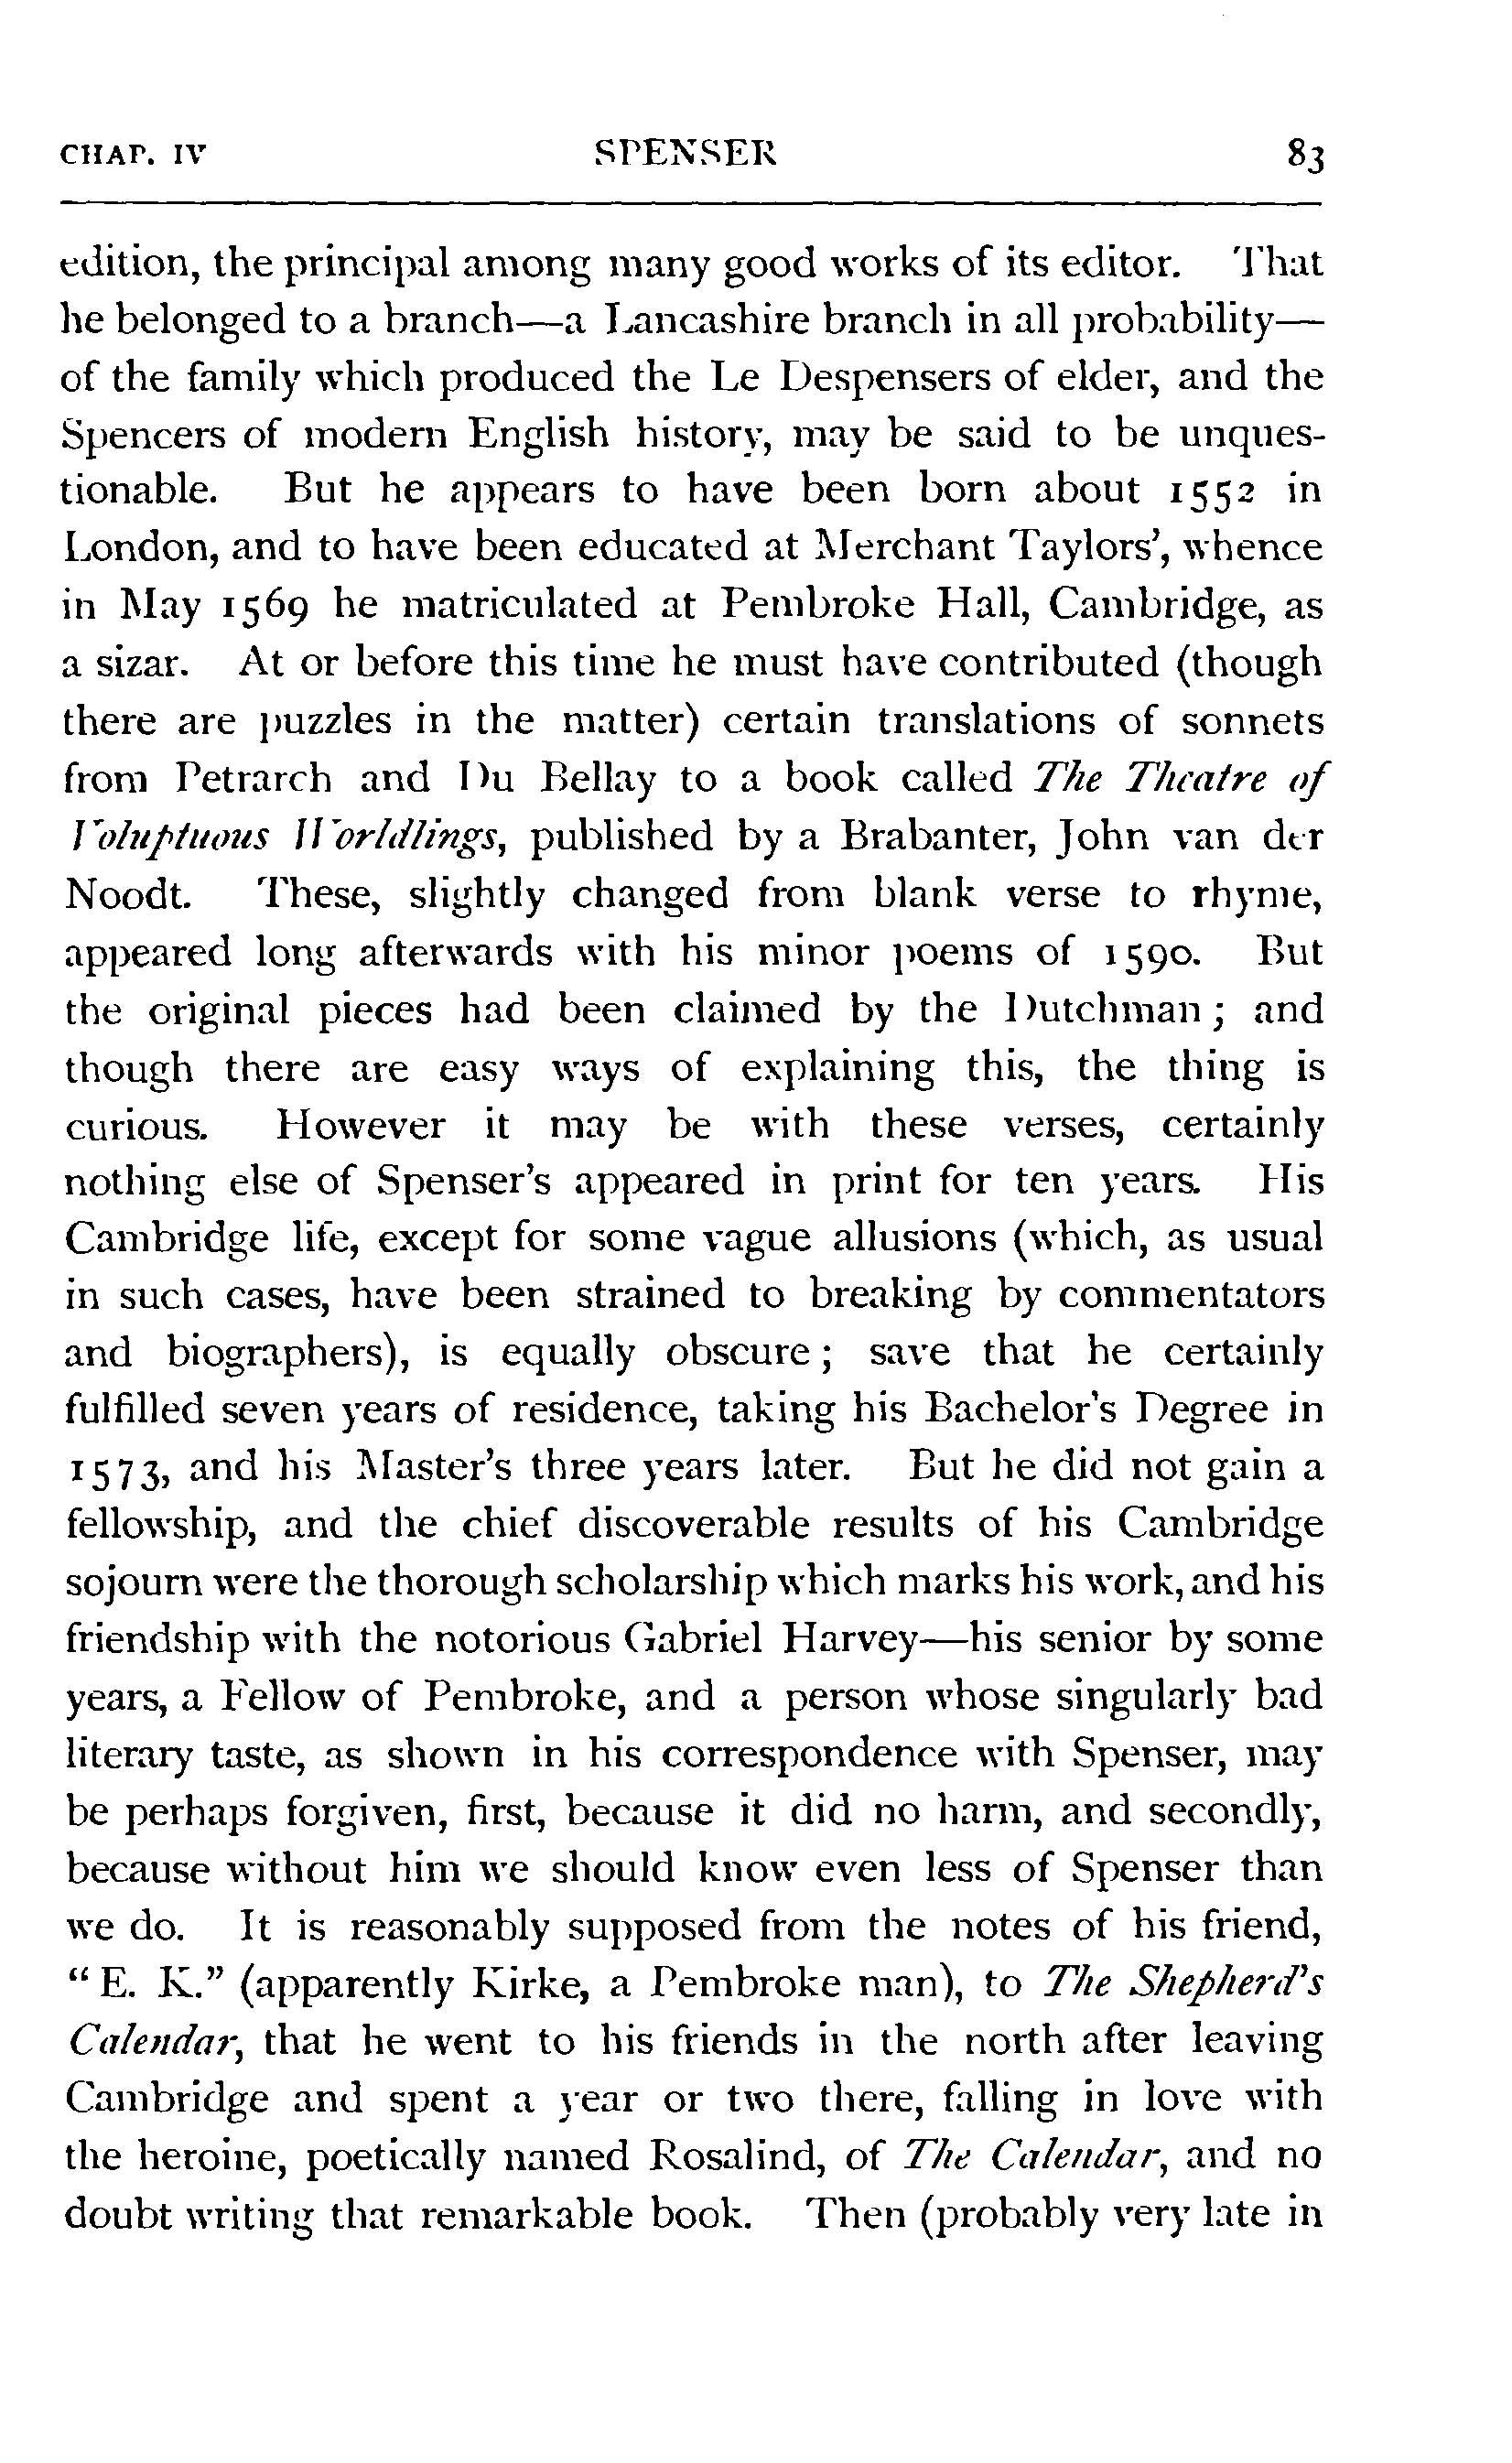 CHAP. IV SPENSER 83
edition, the principal among many good works of its editor. That
he belonged to a branch—a Lancashire branch in all probability—
of the family which produced the Le Despensers of elder, and the
Spencers of modern English history, may be said to be unques-
tionable. But he appears to have been born about 1552 in
London, and to have been educated at Merchant Taylors', whence
in May 1569 he matriculated at Pembroke Hall, Cambridge, as
a sizar. At or before this time he must have contributed (though
there are puzzles in the matter) certain translations of sonnets
from Petrarch and Du Bellay to a book called The Theatre of
Voluptuous Worldlings, published by a Brabanter, John van der
Noodt. These, slightly changed from blank verse to rhyme,
appeared long afterwards with his minor poems of 1590. But
the original pieces had been claimed by the Dutchman; and
though there are easy ways of explaining this, the thing is
curious. However it may be with these verses, certainly
nothing else of Spenser's appeared in print for ten years. His
Cambridge life, except for some vague allusions (which, as usual
in such cases, have been strained to breaking by commentators
and biographers), is equally obscure; save that he certainly
fulfilled seven years of residence, taking his Bachelor's Degree in
1573, and his Master's three years later. But he did not gain a
fellowship, and the chief discoverable results of his Cambridge
sojourn were the thorough scholarship which marks his work, and his
friendship with the notorious Gabriel Harvey—his senior by some
years, a Fellow of Pembroke, and a person whose singularly bad
literary taste, as shown in his correspondence with Spenser, may
be perhaps forgiven, first, because it did no harm, and secondly,
because without him we should know even less of Spenser than
we do. It is reasonably supposed from the notes of his friend,
"E. K." (apparently Kirke, a Pembroke man), to The Shepherd's
Calendar, that he went to his friends in the north after leaving
Cambridge and spent a year or two there, falling in love with
the heroine, poetically named Rosalind, of The Calendar, and no
doubt writing that remarkable book. Then (probably very late in